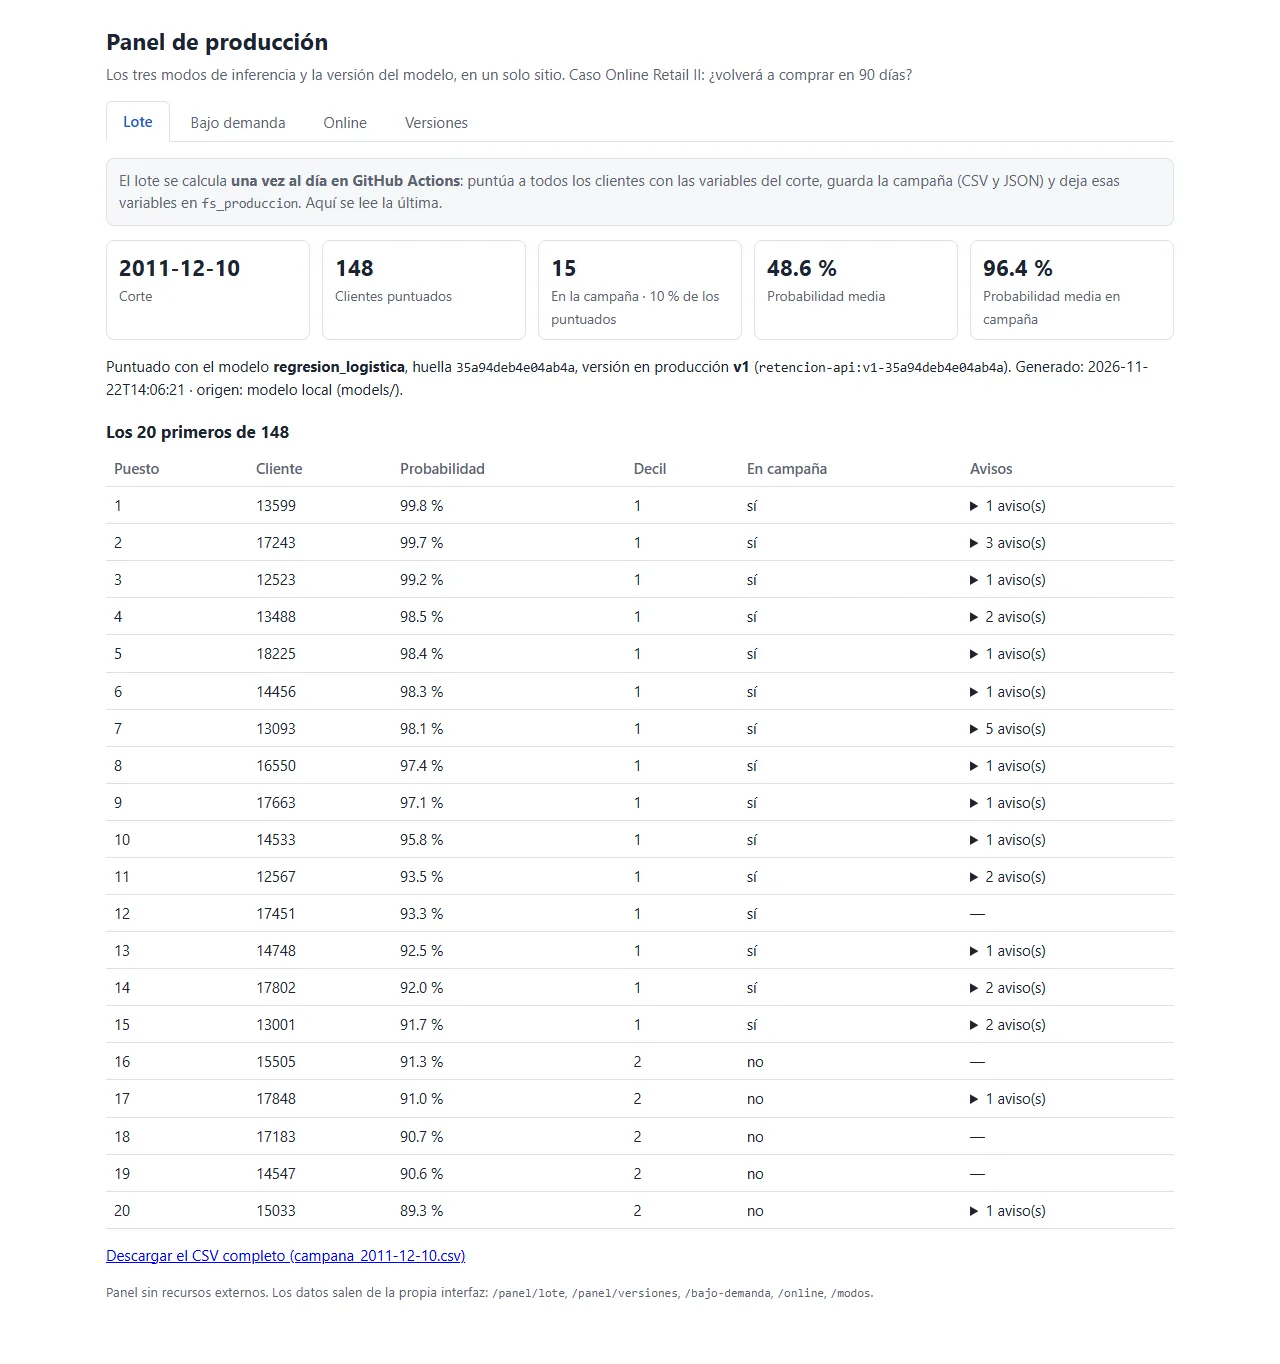 Panel de producción
Los tres modos de inferencia y la versión del modelo, en un solo sitio. Caso Online Retail II: ¿volverá a comprar en 90 días?
Lote Bajo demanda Online Versiones
El lote se calcula una vez al día en GitHub Actions: puntúa a todos los clientes con las variables del corte, guarda la campaña (CSV y JSON) y deja esas
variables en fs_produccion. Aquí se lee la última.
2011-12-10
Corte
148
Clientes puntuados
15
En la campaña · 10 % de los
puntuados
48.6 %
Probabilidad media
96.4 %
Probabilidad media en
campaña
Puntuado con el modelo regresion_logistica, huella 35a94deb4e04ab4a, versión en producción v1 (retencion-api:v1-35a94deb4e04ab4a). Generado: 2026-11-
22T14:06:21 · origen: modelo local (models/).
Los 20 primeros de 148
Puesto Cliente Probabilidad Decil En campaña Avisos
1 13599 99.8 % 1 sí ▶ 1 aviso(s)
2 17243 99.7 % 1 sí ▶ 3 aviso(s)
3 12523 99.2 % 1 sí ▶ 1 aviso(s)
4 13488 98.5 % 1 sí ▶ 2 aviso(s)
5 18225 98.4 % 1 sí ▶ 1 aviso(s)
6 14456 98.3 % 1 sí ▶ 1 aviso(s)
7 13093 98.1 % 1 sí ▶ 5 aviso(s)
8 16550 97.4 % 1 sí ▶ 1 aviso(s)
9 17663 97.1 % 1 sí ▶ 1 aviso(s)
10 14533 95.8 % 1 sí ▶ 1 aviso(s)
11 12567 93.5 % 1 sí ▶ 2 aviso(s)
12 17451 93.3 % 1 sí —
13 14748 92.5 % 1 sí ▶ 1 aviso(s)
14 17802 92.0 % 1 sí ▶ 2 aviso(s)
15 13001 91.7 % 1 sí ▶ 2 aviso(s)
16 15505 91.3 % 2 no —
17 17848 91.0 % 2 no ▶ 1 aviso(s)
18 17183 90.7 % 2 no —
19 14547 90.6 % 2 no —
20 15033 89.3 % 2 no ▶ 1 aviso(s)
Descargar el CSV completo (campana_2011-12-10.csv)
Panel sin recursos externos. Los datos salen de la propia interfaz: /panel/lote, /panel/versiones, /bajo-demanda, /online, /modos.